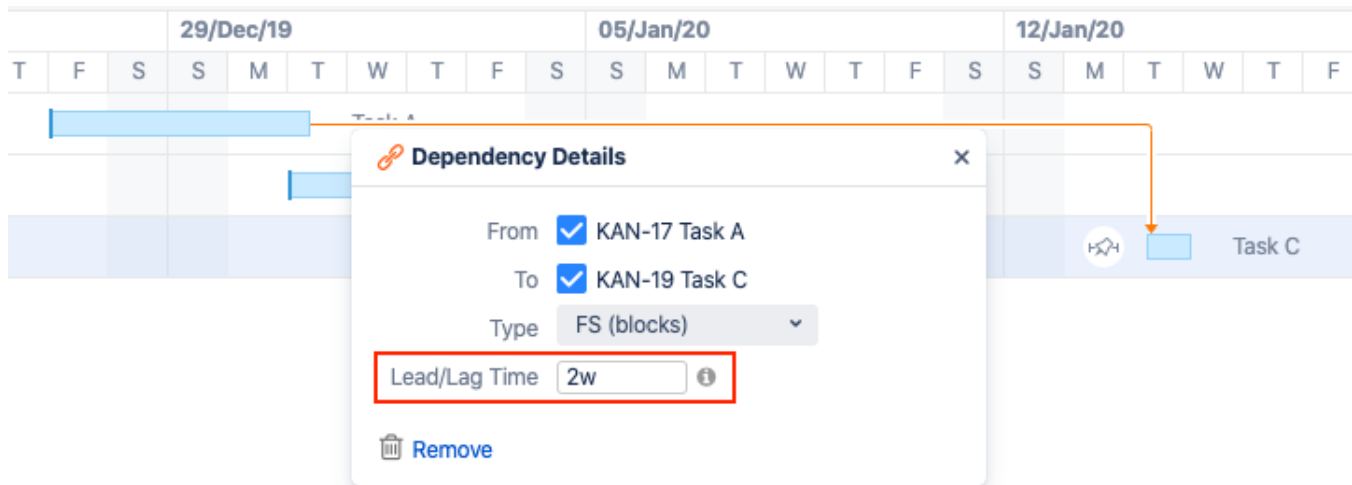 29/Dec/19 05/Jan/20 12/Jan/20
T F S S M T W T F S S M T W T F S S M T W T F
Task A
Dependency Details ×
From KAN-17 Task A
Task C
To KAN-19 Task C
Type FS (blocks)
Lead/Lag Time 2w
Remove